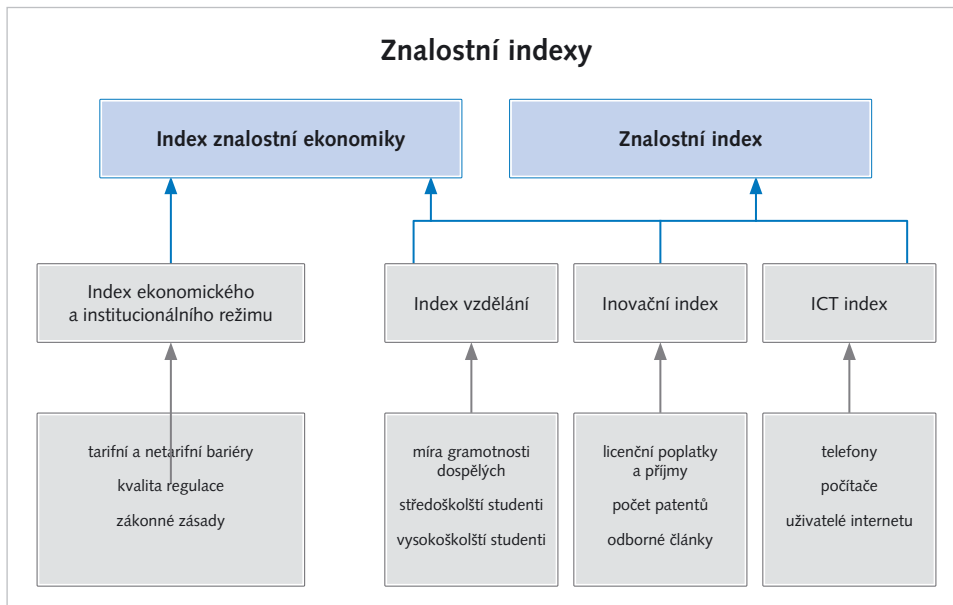 Znalostní indexy
Index znalostní ekonomiky
Znalostní index
Index ekonomického
a institucionálního režimu
Index vzdělání
Inovační index
ICT index
tarifní a netarifní bariéry
kvalita regulace
zákonné zásady
míra gramotnosti
dospělých
středoškolští studenti
vysokoškolští studenti
licenční poplatky
a příjmy
počet patentů
odborné články
telefony
počítače
uživatelé internetu